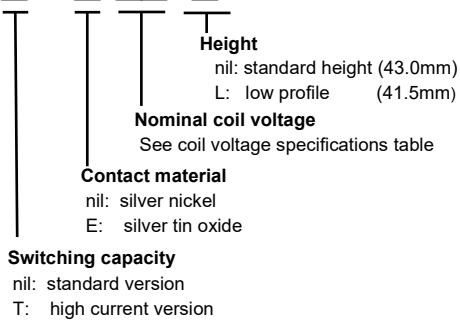 Height
nil: standard height (43.0mm)
L: low profile (41.5mm)
Nominal coil voltage
See coil voltage specifications table
Contact material
nil: silver nickel
E: silver tin oxide
Switching capacity
nil: standard version
T: high current version